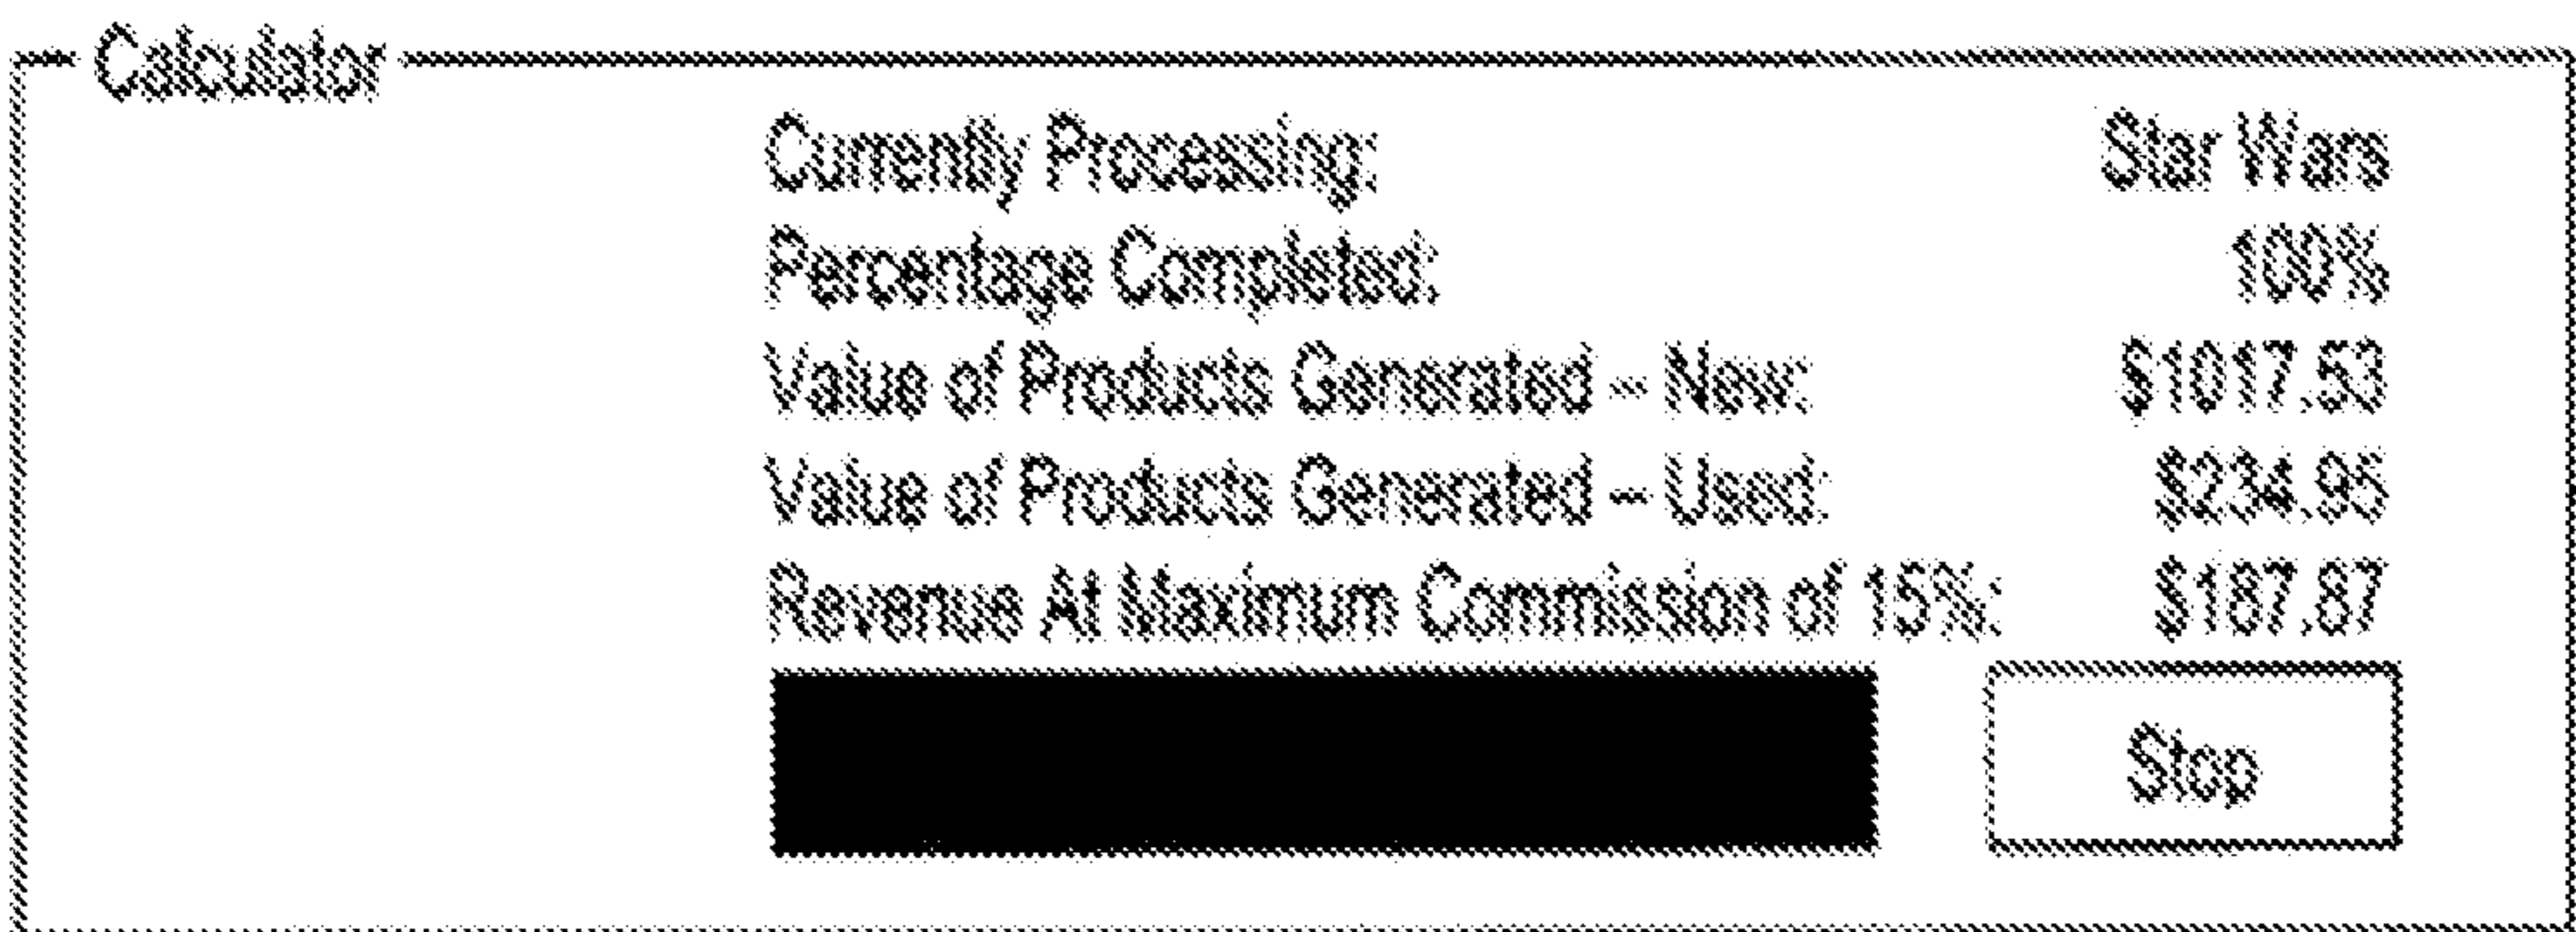 Calculator
Currently Processing: Star Wars
Percentage Completed: 100%
Value of Products Generated – New: $1017.53
Value of Products Generated – Used: $234.95
Revenue At Maximum Commission of 15%: $187.87
Stop